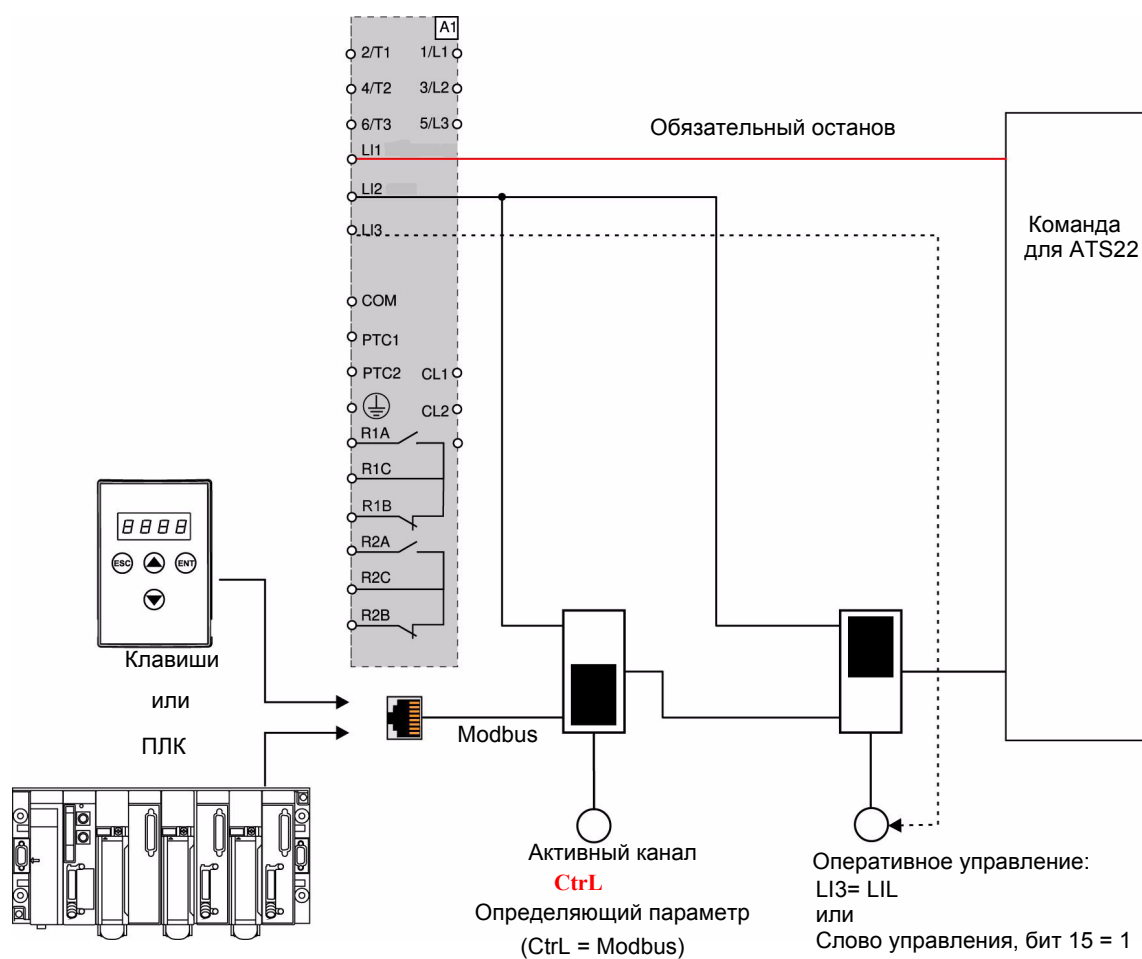 A1
2/T1 1/L1
4/T2 3/L2
6/T3 5/L3
LI1
Обязательный останов
LI2
LI3
Команда
для ATS22
COM
PTC1
PTC2 CL1
CL2
R1A
R1C
R1B
R2A
R2C
R2B
8888
ESC ENT
Клавиши
или
ПЛК
Modbus
Активный канал
CtrL
Определяющий параметр
(CtrL = Modbus)
Оперативное управление:
LI3= LIL
или
Слово управления, бит 15 = 1